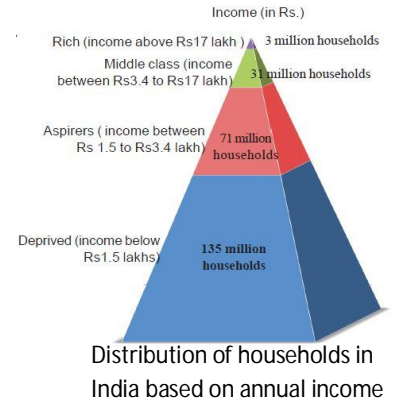 Income (in Rs.)
Rich (income above Rs17 lakh )
3 million households
Middle class (income
between Rs3.4 to Rs17 lakh)
31 million households
Aspirers ( income between
Rs 1.5 to Rs3.4 lakh)
71 million
households
Deprived (income below
Rs1.5 lakhs)
135 million
households
Distribution of households in
India based on annual income